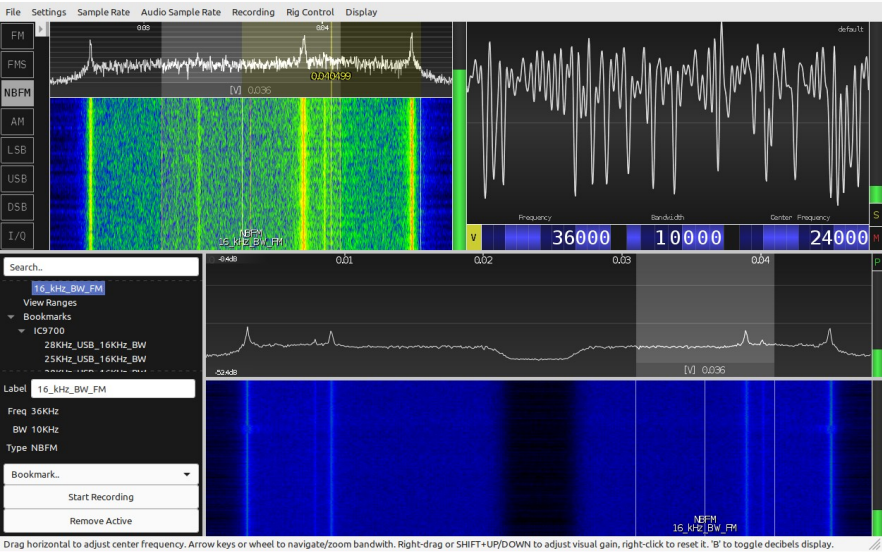 File Settings Sample Rate Audio Sample Rate Recording Rig Control Display
FM
FMS
NBFM
AM
LSB
USB
DSB
I/Q
0.03 0.04
0.040499
[V] 0.036
NBFM
16_kHz_BW_FM
default
Frequency Bandwidth Center Frequency
V 36000 10000 24000
S
M
P
Search..
16_kHz_BW_FM
View Ranges
Bookmarks
IC9700
28KHz_USB_16KHz_BW
25KHz_USB_16KHz_BW
Label 16_kHz_BW_FM
Freq 36KHz
BW 10KHz
Type NBFM
Bookmark..
Start Recording
Remove Active
0.01 0.02 0.03 0.04
[V] 0.036
NBFM
16_kHz_BW_FM
Drag horizontal to adjust center frequency. Arrow keys or wheel to navigate/zoom bandwith. Right-drag or SHIFT+UP/DOWN to adjust visual gain, right-click to reset it. 'B' to toggle decibels display.